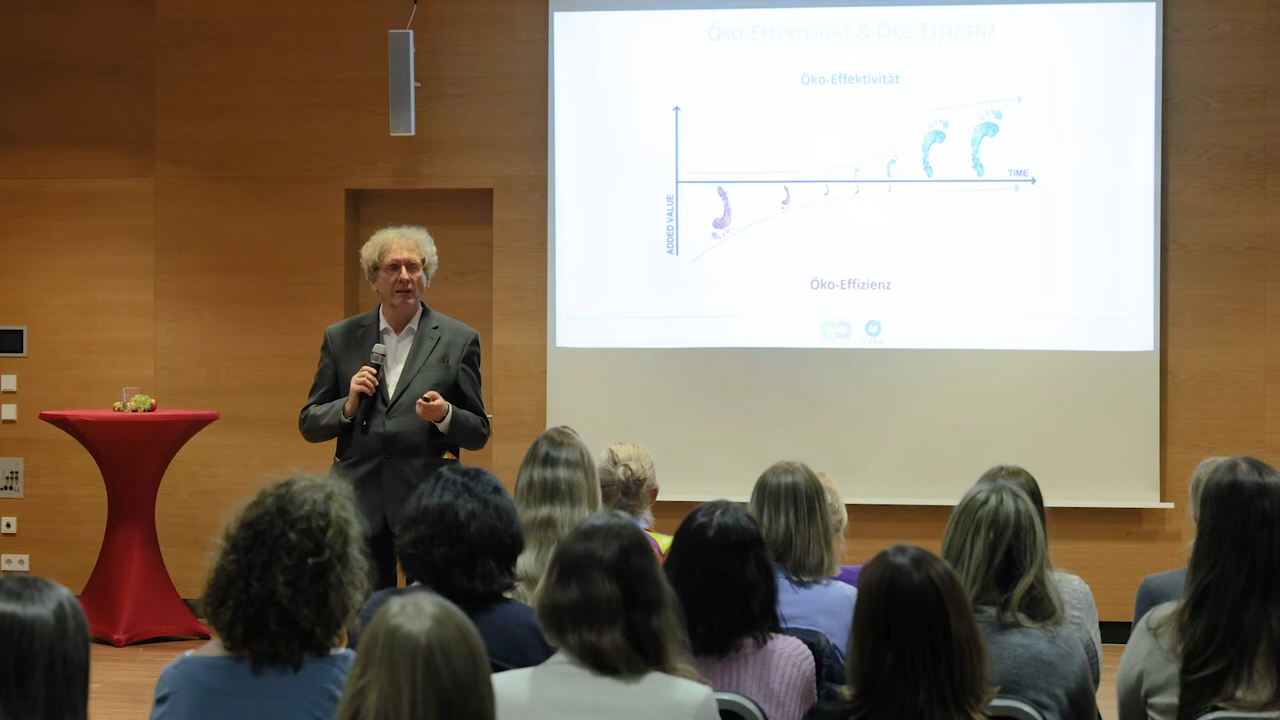 ÖKO-EFFEKTIVITÄT & ÖKO-EFFIZIENZ
Öko-Effektivität
TIME
ADDED VALUE
Öko-Effizienz